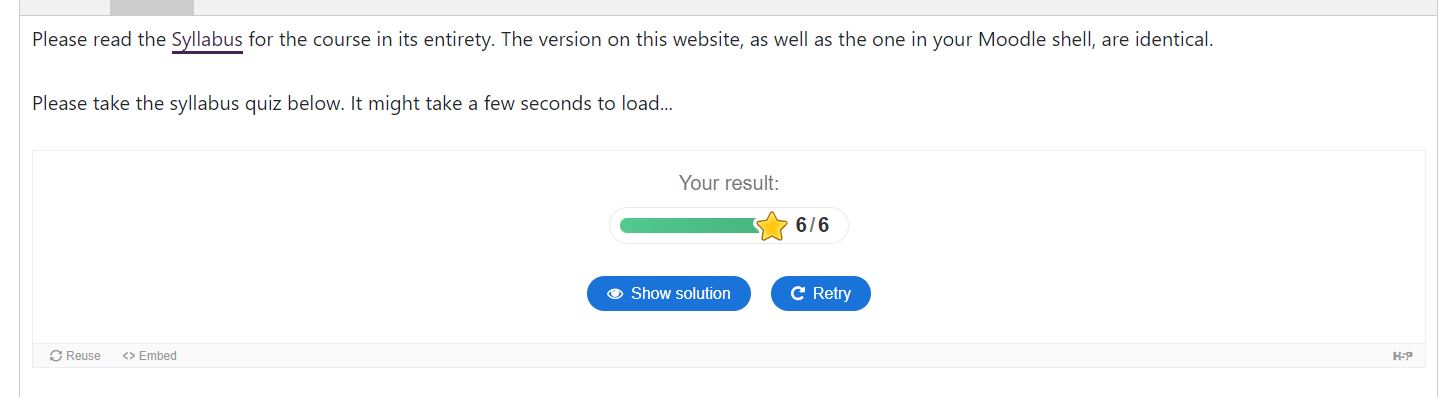 Please read the Syllabus for the course in its entirety. The version on this website, as well as the one in your Moodle shell, are identical.
Please take the syllabus quiz below. It might take a few seconds to load...
Your result:
6/6
Show solution
Retry
Reuse
<> Embed
H-P